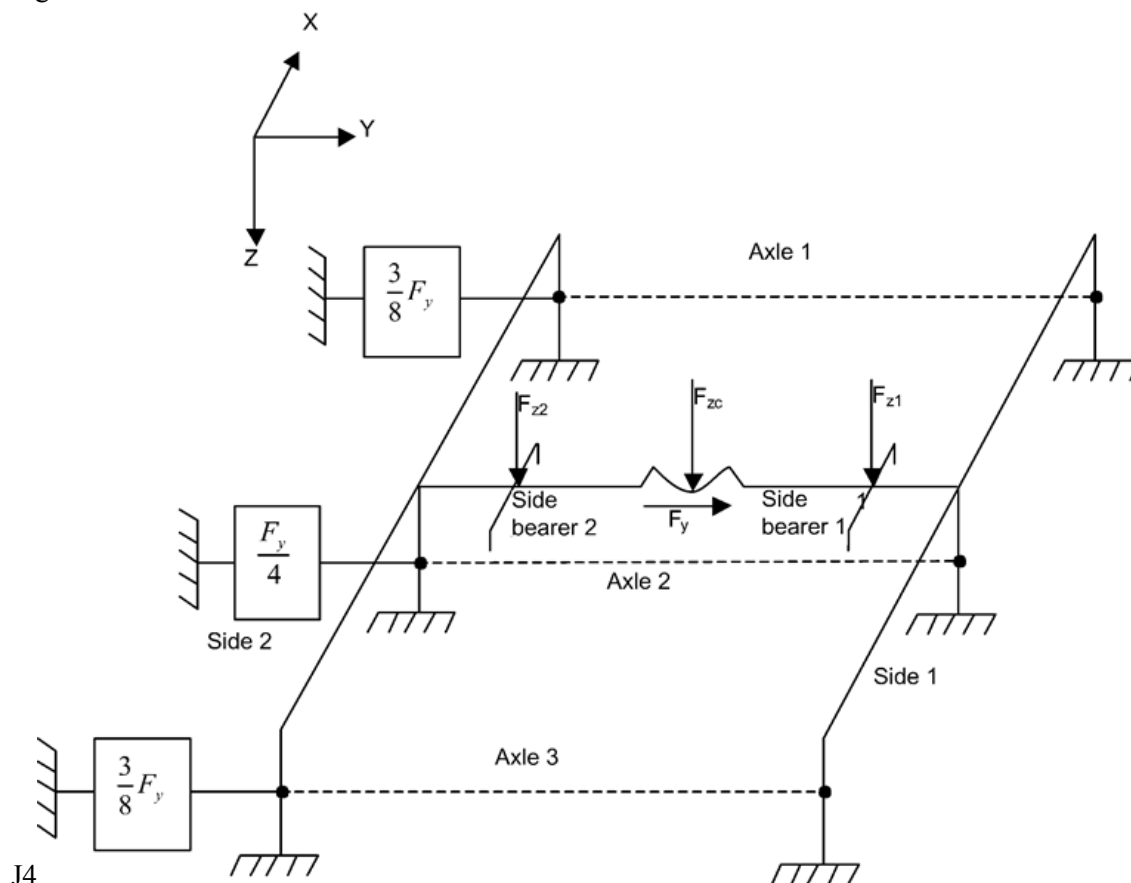 X
Y
Z
Axle 1
3/8 F_y
F_z2
F_zc
F_z1
Side
bearer 2
F_y
Side
bearer 1
1
F_y/4
Axle 2
Side 2
Side 1
Axle 3
3/8 F_y
J4